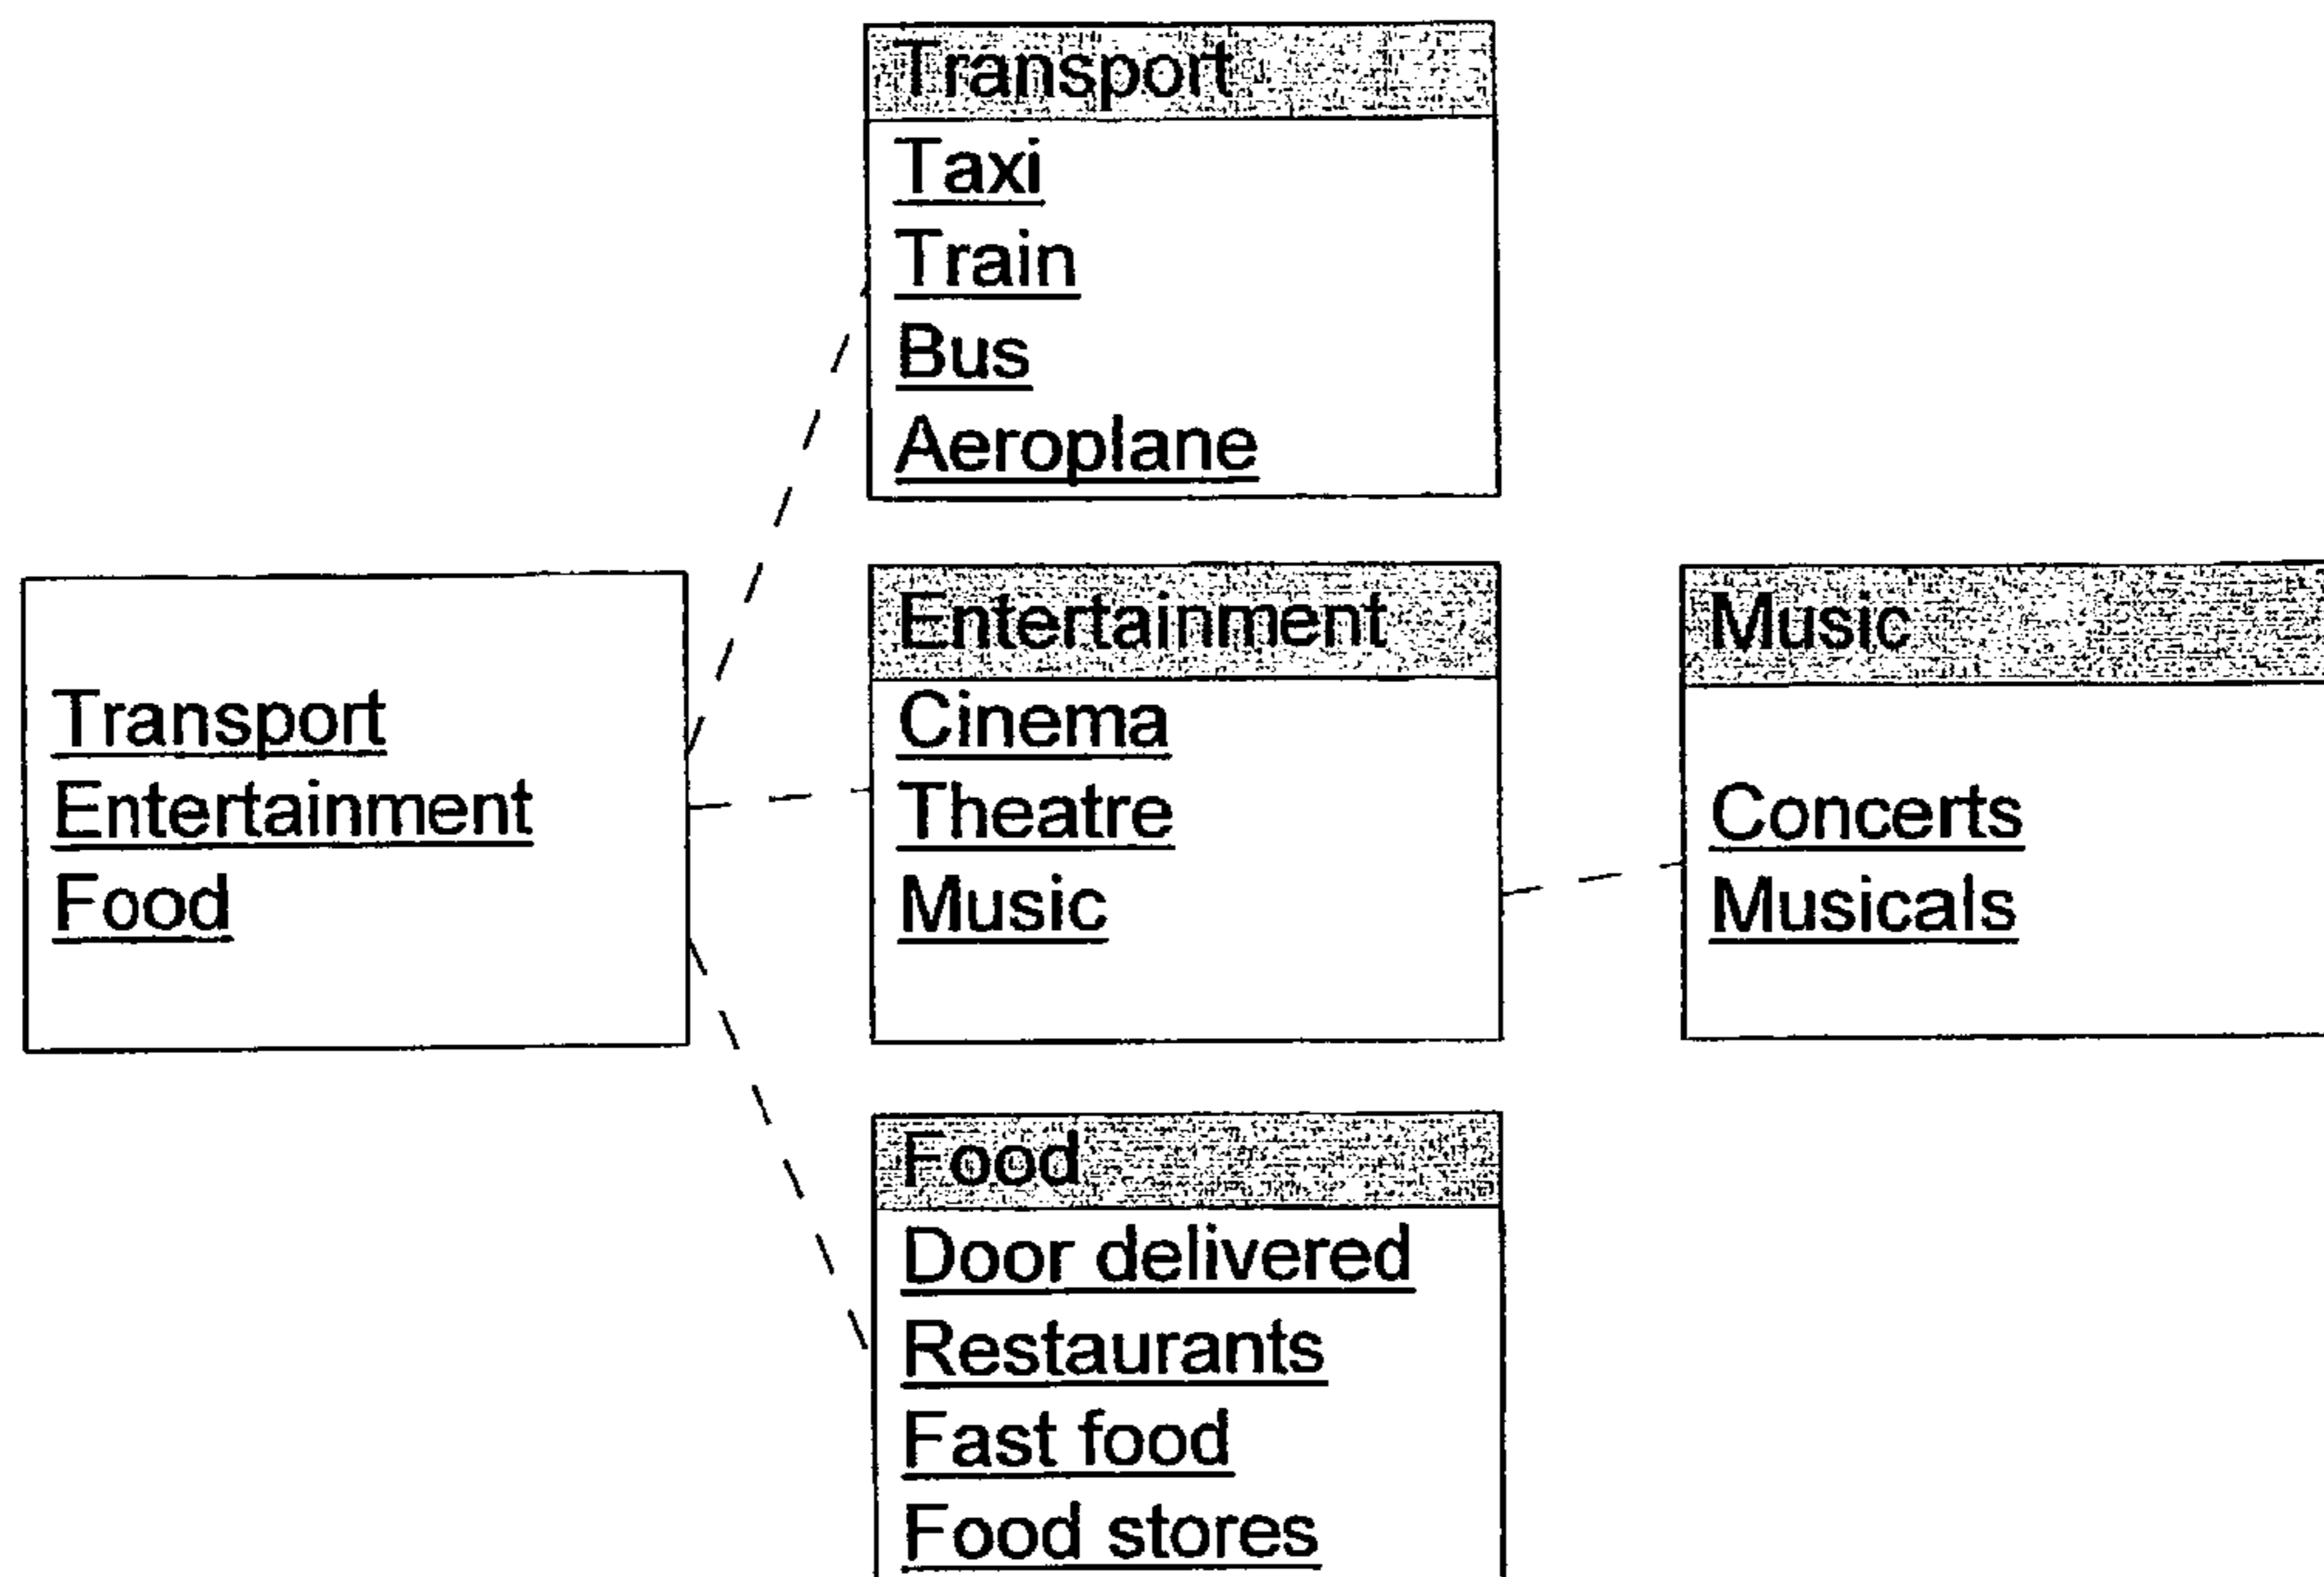 Transport
Taxi
Train
Bus
Aeroplane
Transport
Entertainment
Food
Entertainment
Cinema
Theatre
Music
Music
Concerts
Musicals
Food
Door delivered
Restaurants
Fast food
Food stores